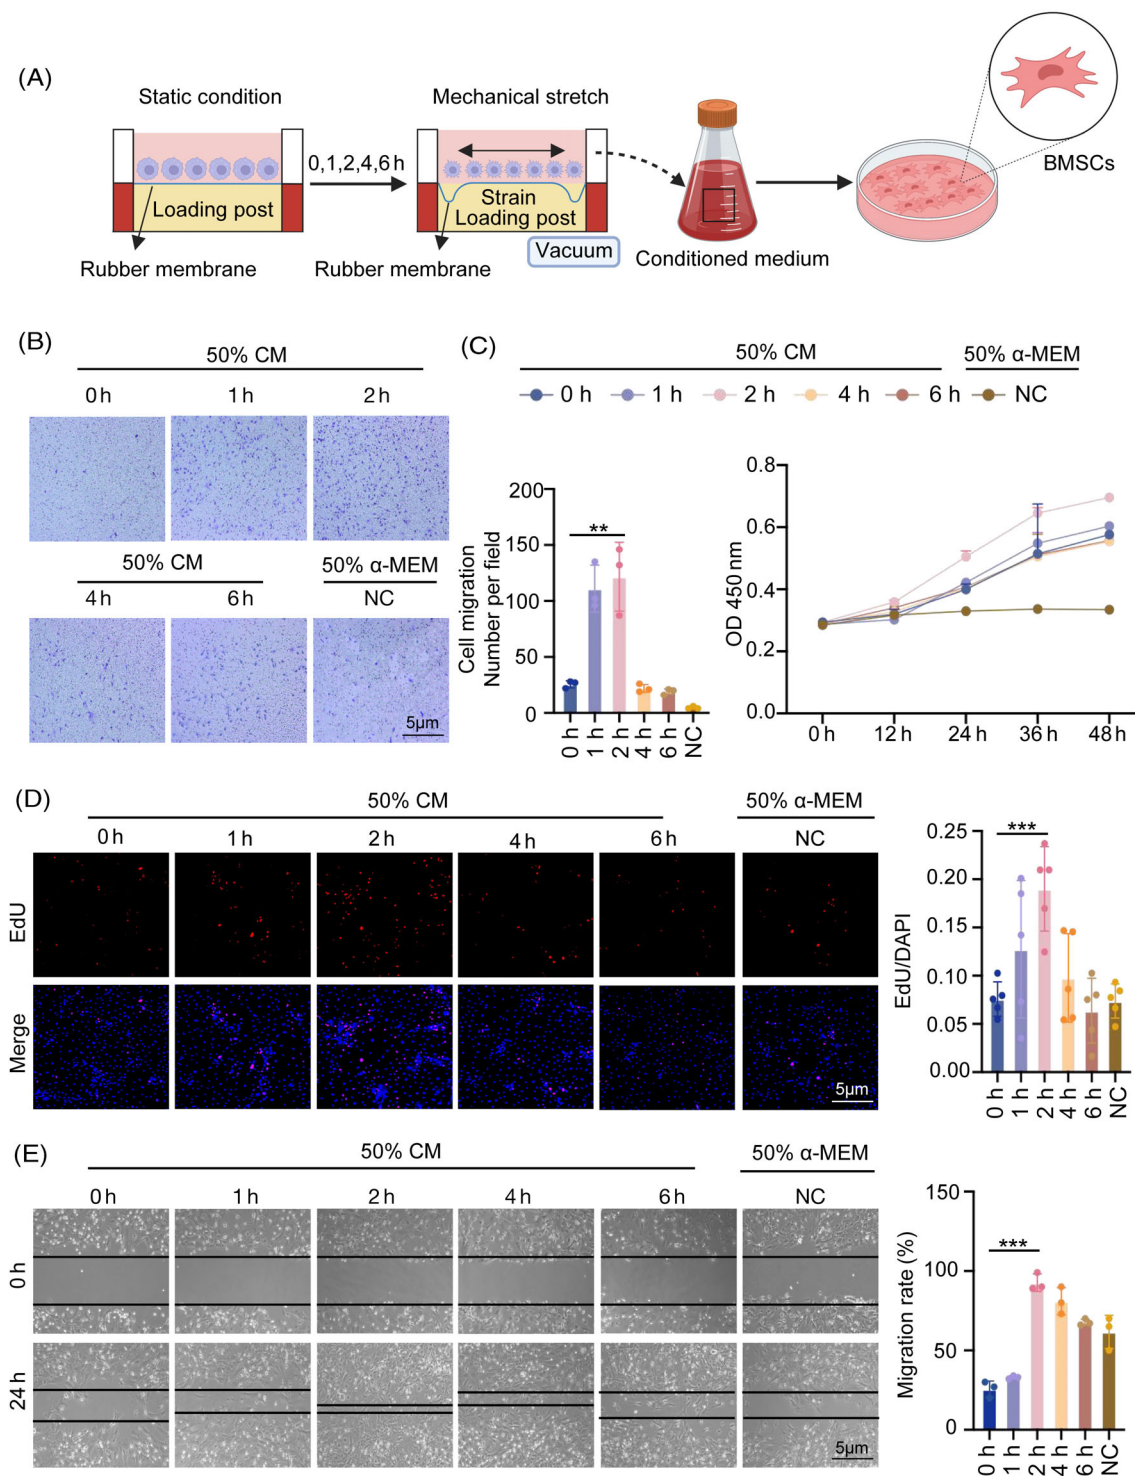 (A)
Static condition
Mechanical stretch
0,1,2,4,6 h
Loading post
Strain
Loading post
Vacuum
Rubber membrane
Rubber membrane
Conditioned medium
BMSCs
(B)
50% CM
0 h 1 h 2 h
50% CM 50% α-MEM
4 h 6 h NC
5μm
(C)
50% CM 50% α-MEM
0 h 1 h 2 h 4 h 6 h NC
Cell migration
Number per field
200
150
100
50
0
**
0 h 1 h 2 h 4 h 6 h NC
OD 450 nm
0.8
0.6
0.4
0.2
0.0
0 h 12 h 24 h 36 h 48 h
(D)
50% CM 50% α-MEM
0 h 1 h 2 h 4 h 6 h NC
EdU
Merge
5μm
EdU/DAPI
0.25
0.20
0.15
0.10
0.05
0.00
***
0 h 1 h 2 h 4 h 6 h NC
(E)
50% CM 50% α-MEM
0 h 1 h 2 h 4 h 6 h NC
0 h
24 h
5μm
Migration rate (%)
150
100
50
0
***
0 h 1 h 2 h 4 h 6 h NC